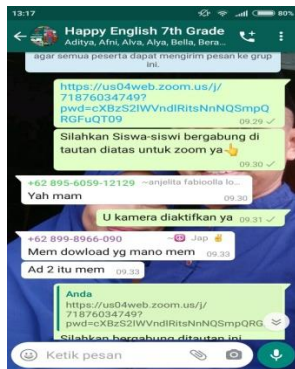 13:17
80%
Happy English 7th Grade
Aditya, Afni, Alva, Alya, Bella, Bera...
agar semua peserta dapat mengirim pesan ke grup
ini.
https://us04web.zoom.us/j/
71876034749?
pwd=cXBzS2lWVndlRitsNnNQSmpQ
RGFuQT09
09.29
Silahkan Siswa-siswi bergabung di
tautan diatas untuk zoom ya👆
09.30
+62 895-6059-12129 ~anjelita fabioolla lo...
Yah mam
09.30
U kamera diaktifkan ya 09.31
+62 899-8966-090 ~😷 Jap ✌
Mem dowload yg mano mem 09.33
Ad 2 itu mem 09.33
Anda
https://us04web.zoom.us/j/
71876034749?
pwd=cXBzS2lWVndlRitsNnNQSmpQRG
Silahkan bergabung ditautan ini
Ketik pesan